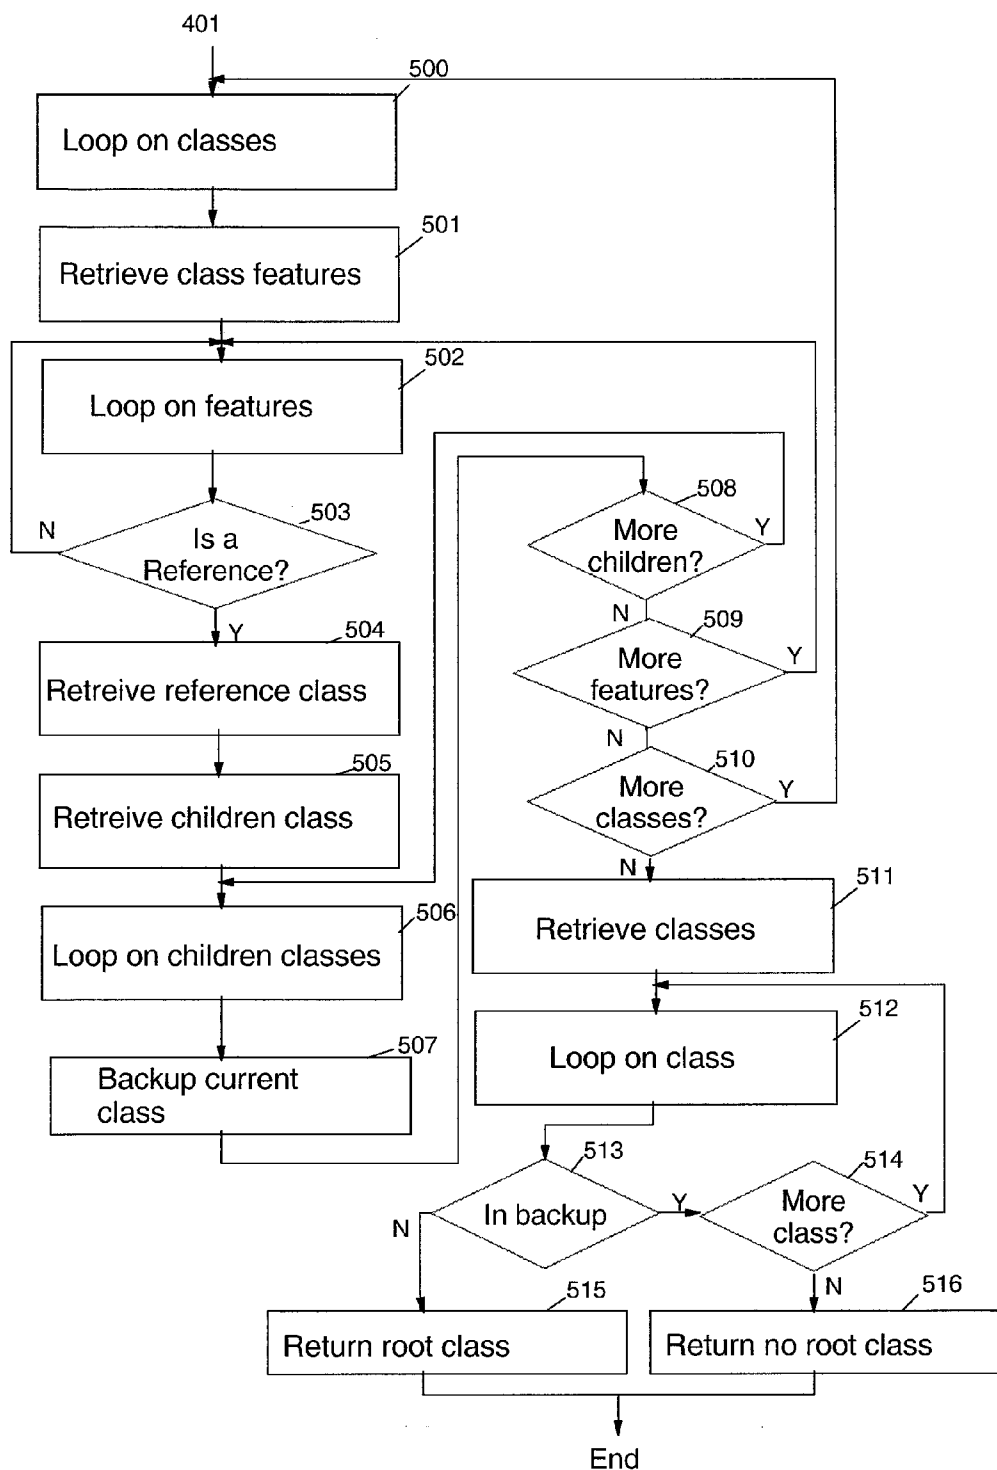 401
500
Loop on classes
501
Retrieve class features
502
Loop on features
503
Is a
Reference?
N
Y
504
Retreive reference class
505
Retreive children class
506
Loop on children classes
507
Backup current
class
508
More
children?
Y
N
509
More
features?
Y
N
510
More
classes?
Y
N
511
Retrieve classes
512
Loop on class
513
In backup
N
Y
514
More
class?
Y
N
515
Return root class
516
Return no root class
End